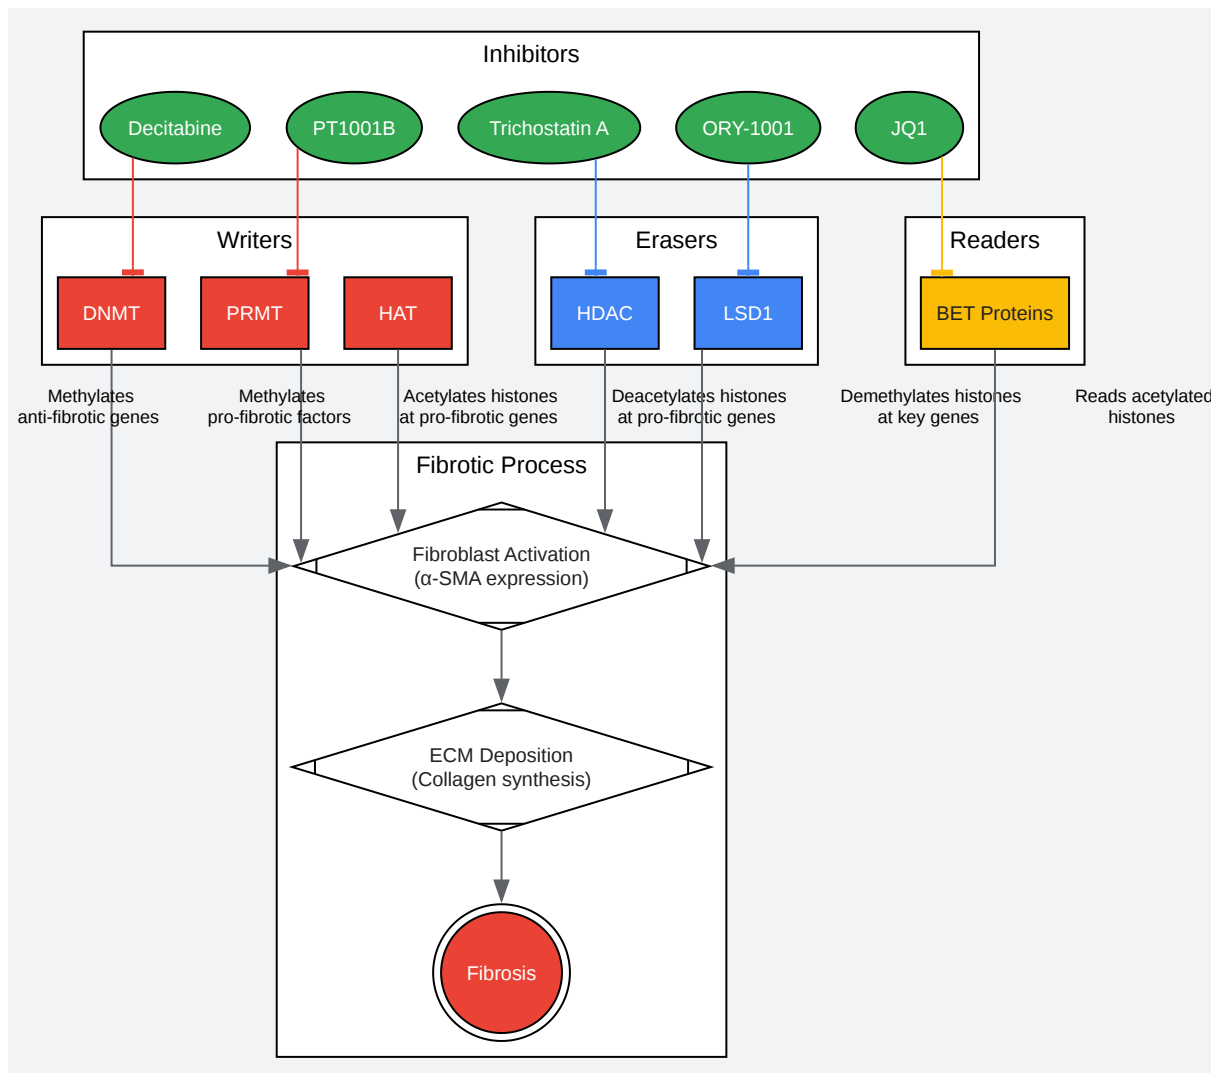 Inhibitors
Decitabine
PT1001B
Trichostatin A
ORY-1001
JQ1
Writers
Erasers
Readers
DNMT
PRMT
HAT
HDAC
LSD1
BET Proteins
Methylates
anti-fibrotic genes
Methylates
pro-fibrotic factors
Acetylates histones
at pro-fibrotic genes
Deacetylates histones
at pro-fibrotic genes
Demethylates histones
at key genes
Reads acetylated
histones
Fibrotic Process
Fibroblast Activation
(α-SMA expression)
ECM Deposition
(Collagen synthesis)
Fibrosis